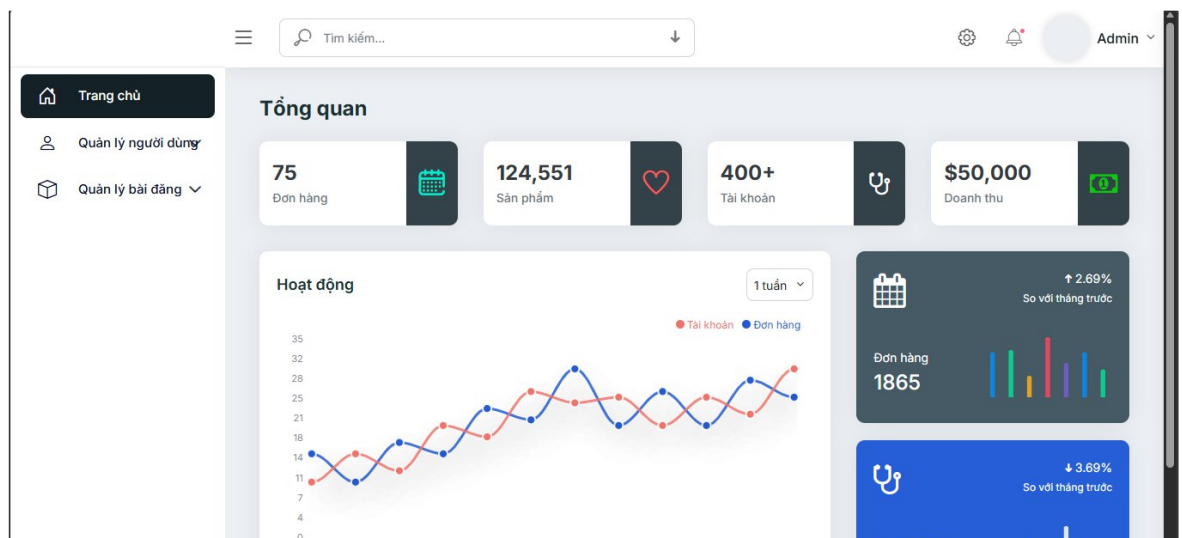 Tìm kiếm...
Admin
Trang chủ
Quản lý người dùng
Quản lý bài đăng
Tổng quan
75
Đơn hàng
124,551
Sản phẩm
400+
Tài khoản
$50,000
Doanh thu
Hoạt động
1 tuần
Tài khoản Đơn hàng
35
32
28
25
21
18
14
11
7
4
0
2.69%
So với tháng trước
Đơn hàng
1865
3.69%
So với tháng trước